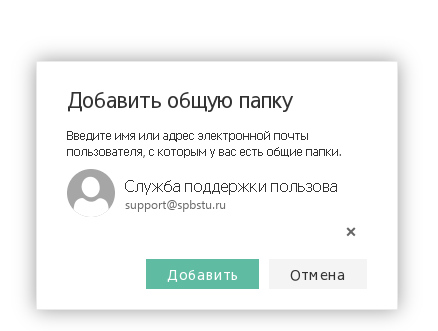 Добавить общую папку
Введите имя или адрес электронной почты
пользователя, с которым у вас есть общие папки.
Служба поддержки пользова
support@spbstu.ru
Добавить
Отмена